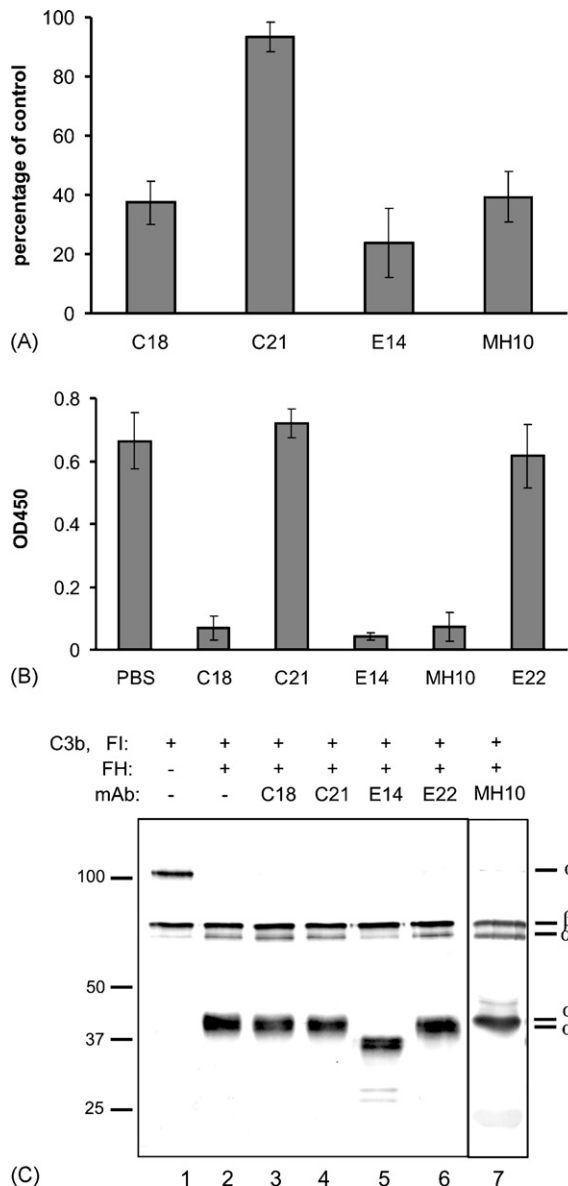 100
80
60
40
20
0
percentage of control
C18 C21 E14 MH10
(A)
0.8
0.6
0.4
0.2
0
OD450
PBS C18 C21 E14 MH10 E22
(B)
C3b, FI: + + + + + + +
FH: - + + + + + +
mAb: - - C18 C21 E14 E22 MH10
100
50
37
25
1 2 3 4 5 6 7
(C)